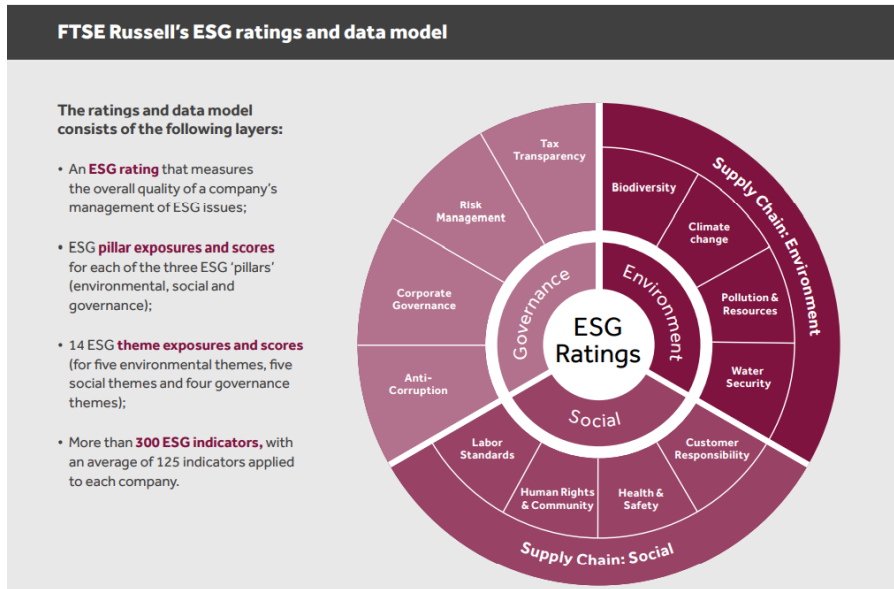 FTSE Russell's ESG ratings and data model
The ratings and data model
consists of the following layers:
• An ESG rating that measures
the overall quality of a company's
management of ESG issues;
• ESG pillar exposures and scores
for each of the three ESG 'pillars'
(environmental, social and
governance);
• 14 ESG theme exposures and scores
(for five environmental themes, five
social themes and four governance
themes);
• More than 300 ESG indicators, with
an average of 125 indicators applied
to each company.
Tax
Transparency
Risk
Management
Corporate
Governance
Anti-
Corruption
Governance
Supply Chain: Environment
Biodiversity
Climate
change
Pollution &
Resources
Water
Security
Environment
ESG
Ratings
Social
Labor
Standards
Human Rights
& Community
Health &
Safety
Customer
Responsibility
Supply Chain: Social